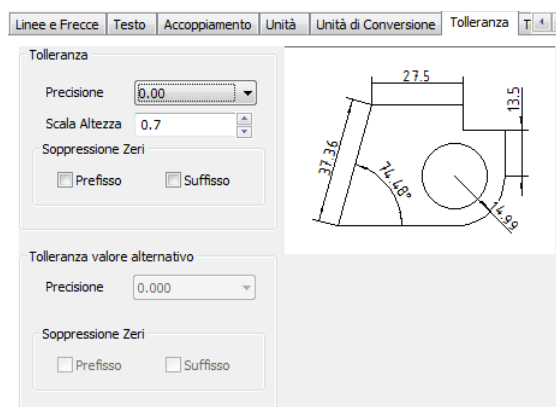 Linee e Frecce Testo Accoppiamento Unità Unità di Conversione Tolleranza
Tolleranza
Precisione 0.00
Scala Altezza 0.7
Soppressione Zeri
Prefisso Suffisso
Tolleranza valore alternativo
Precisione 0.000
Soppressione Zeri
Prefisso Suffisso
27.5
13.5
37.36
74.48°
14.99